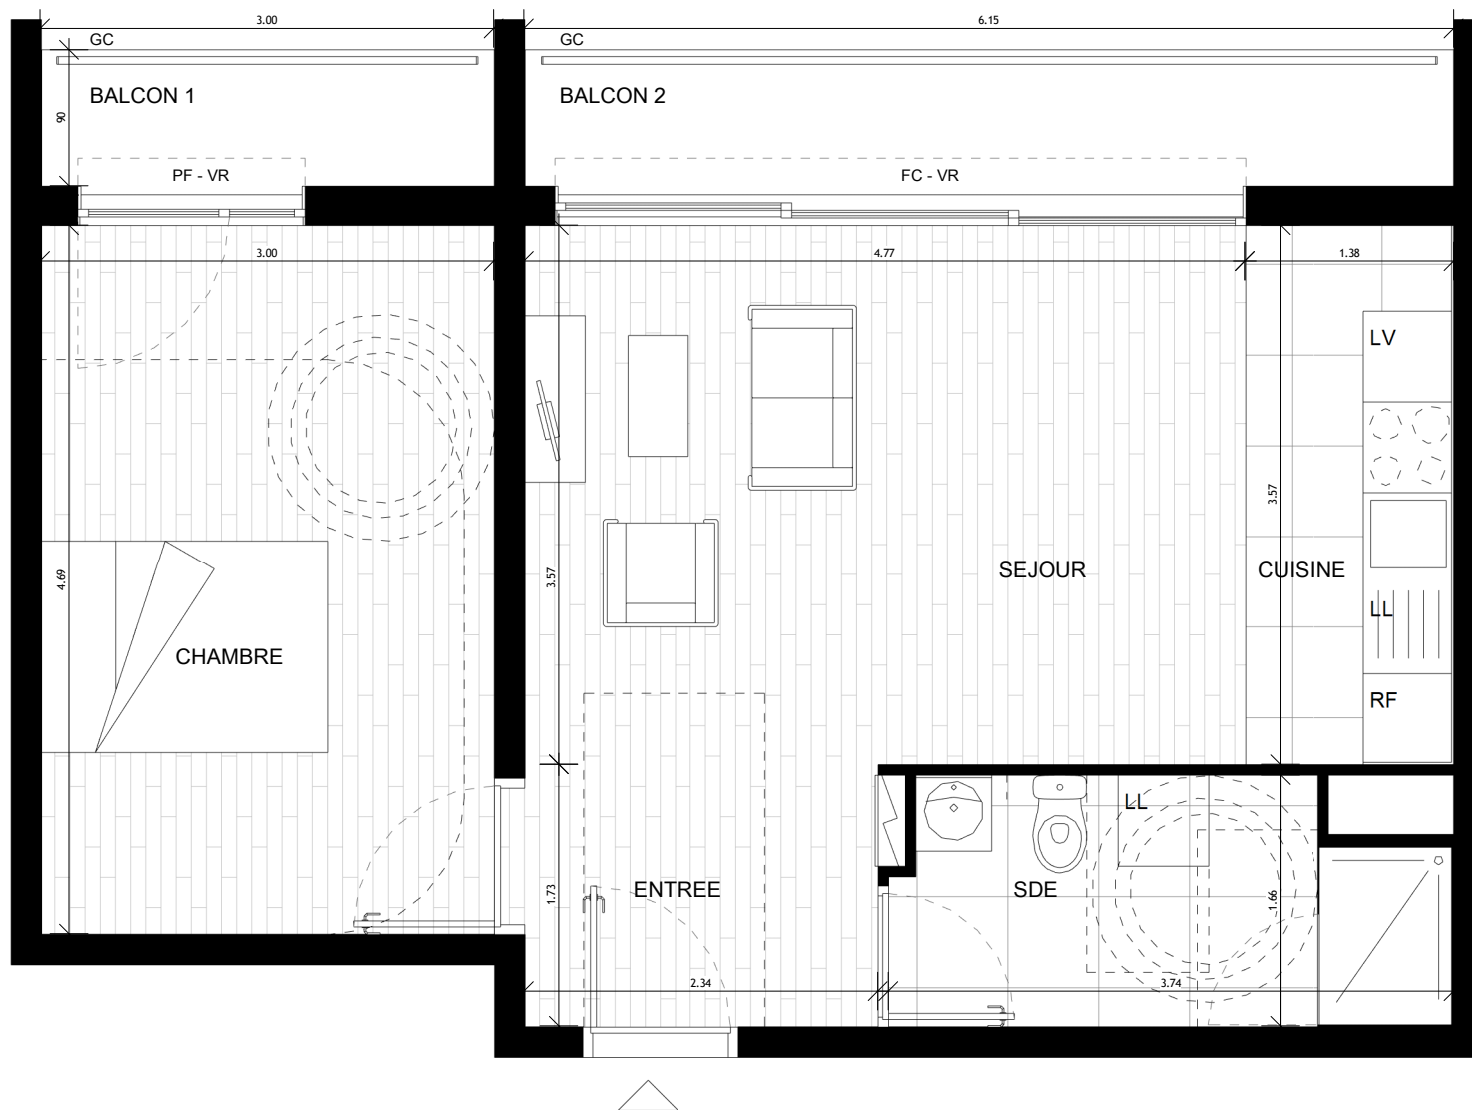 3.00
6.15
GC
GC
BALCON 1
BALCON 2
90
PF - VR
FC - VR
3.00
4.77
1.38
LV
3.57
4.69
3.57
SEJOUR
CUISINE
LL
CHAMBRE
RF
LL
ENTREE
SDE
1.73
1.66
2.34
3.74